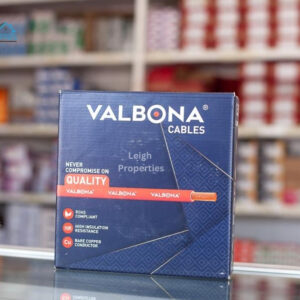 VALBONA®
CABLES
Leigh
Properties
NEVER
COMPROMISE ON
QUALITY
VALBONA VALBONA VALBONA
ROHS
COMPLIANT
HIGH INSULATION
RESISTANCE
Cu
BARE COPPER
CONDUCTOR